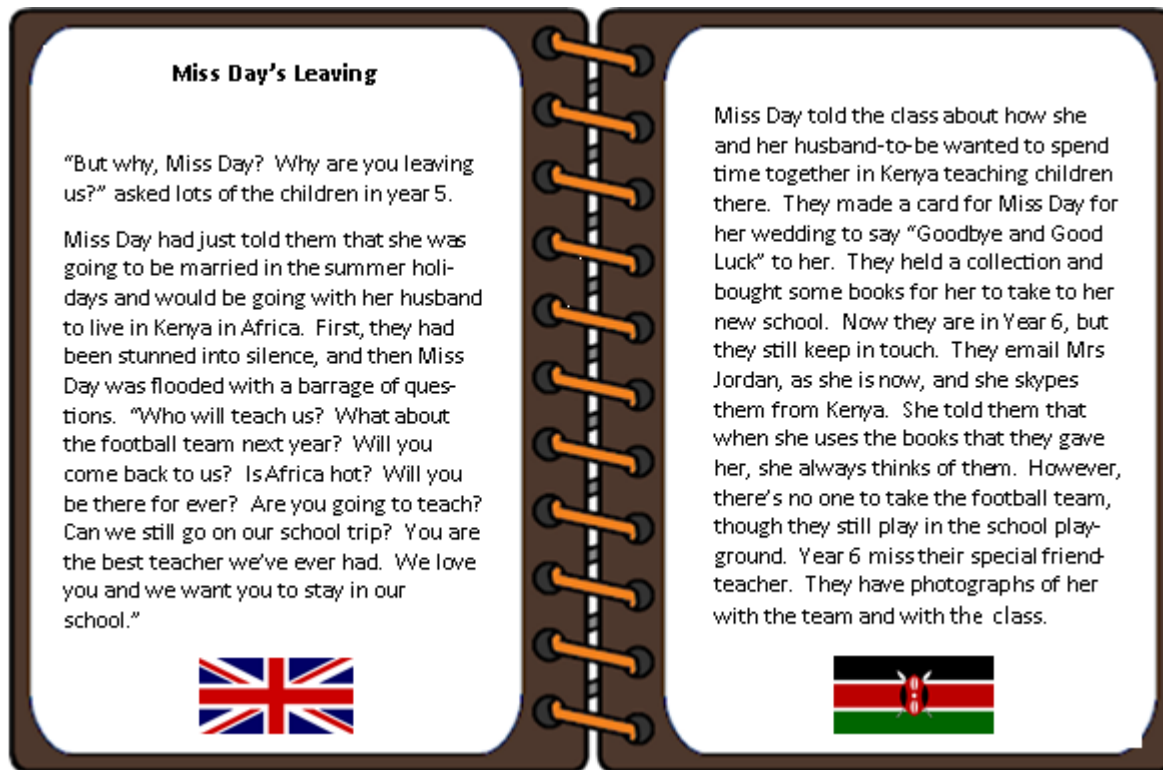 Miss Day's Leaving
“But why, Miss Day?  Why are you leaving
us?” asked lots of the children in year 5.
Miss Day had just told them that she was
going to be married in the summer holi-
days and would be going with her husband
to live in Kenya in Africa.  First, they had
been stunned into silence, and then Miss
Day was flooded with a barrage of ques-
tions.  “Who will teach us?  What about
the football team next year?  Will you
come back to us?  Is Africa hot?  Will you
be there for ever?  Are you going to teach?
Can we still go on our school trip?  You are
the best teacher we’ve ever had.  We love
you and we want you to stay in our
school.”
Miss Day told the class about how she
and her husband-to-be wanted to spend
time together in Kenya teaching children
there.  They made a card for Miss Day for
her wedding to say “Goodbye and Good
Luck” to her.  They held a collection and
bought some books for her to take to her
new school.  Now they are in Year 6, but
they still keep in touch.  They email Mrs
Jordan, as she is now, and she skypes
them from Kenya.  She told them that
when she uses the books that they gave
her, she always thinks of them.  However,
there’s no one to take the football team,
though they still play in the school play-
ground.  Year 6 miss their special friend-
teacher.  They have photographs of her
with the team and with the class.